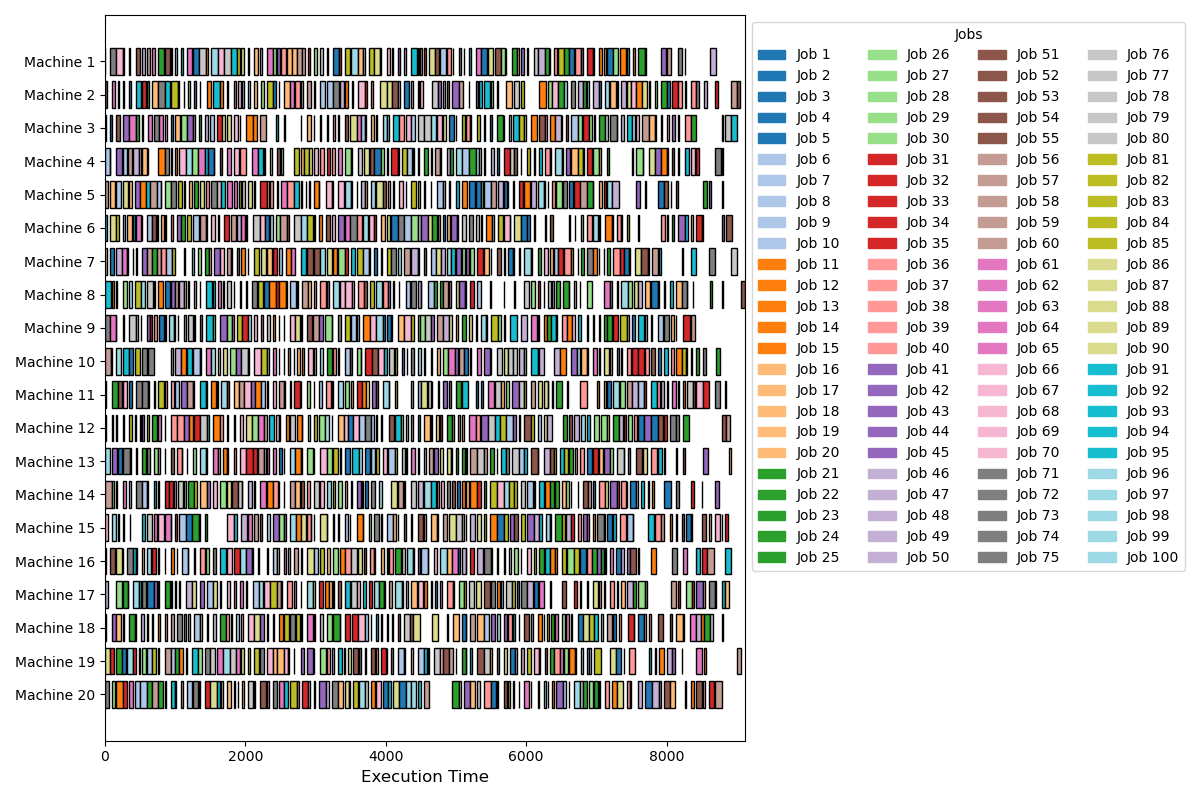 Machine 1
Machine 2
Machine 3
Machine 4
Machine 5
Machine 6
Machine 7
Machine 8
Machine 9
Machine 10
Machine 11
Machine 12
Machine 13
Machine 14
Machine 15
Machine 16
Machine 17
Machine 18
Machine 19
Machine 20
0 2000 4000 6000 8000
Execution Time
Jobs
Job 1 Job 26 Job 51 Job 76
Job 2 Job 27 Job 52 Job 77
Job 3 Job 28 Job 53 Job 78
Job 4 Job 29 Job 54 Job 79
Job 5 Job 30 Job 55 Job 80
Job 6 Job 31 Job 56 Job 81
Job 7 Job 32 Job 57 Job 82
Job 8 Job 33 Job 58 Job 83
Job 9 Job 34 Job 59 Job 84
Job 10 Job 35 Job 60 Job 85
Job 11 Job 36 Job 61 Job 86
Job 12 Job 37 Job 62 Job 87
Job 13 Job 38 Job 63 Job 88
Job 14 Job 39 Job 64 Job 89
Job 15 Job 40 Job 65 Job 90
Job 16 Job 41 Job 66 Job 91
Job 17 Job 42 Job 67 Job 92
Job 18 Job 43 Job 68 Job 93
Job 19 Job 44 Job 69 Job 94
Job 20 Job 45 Job 70 Job 95
Job 21 Job 46 Job 71 Job 96
Job 22 Job 47 Job 72 Job 97
Job 23 Job 48 Job 73 Job 98
Job 24 Job 49 Job 74 Job 99
Job 25 Job 50 Job 75 Job 100